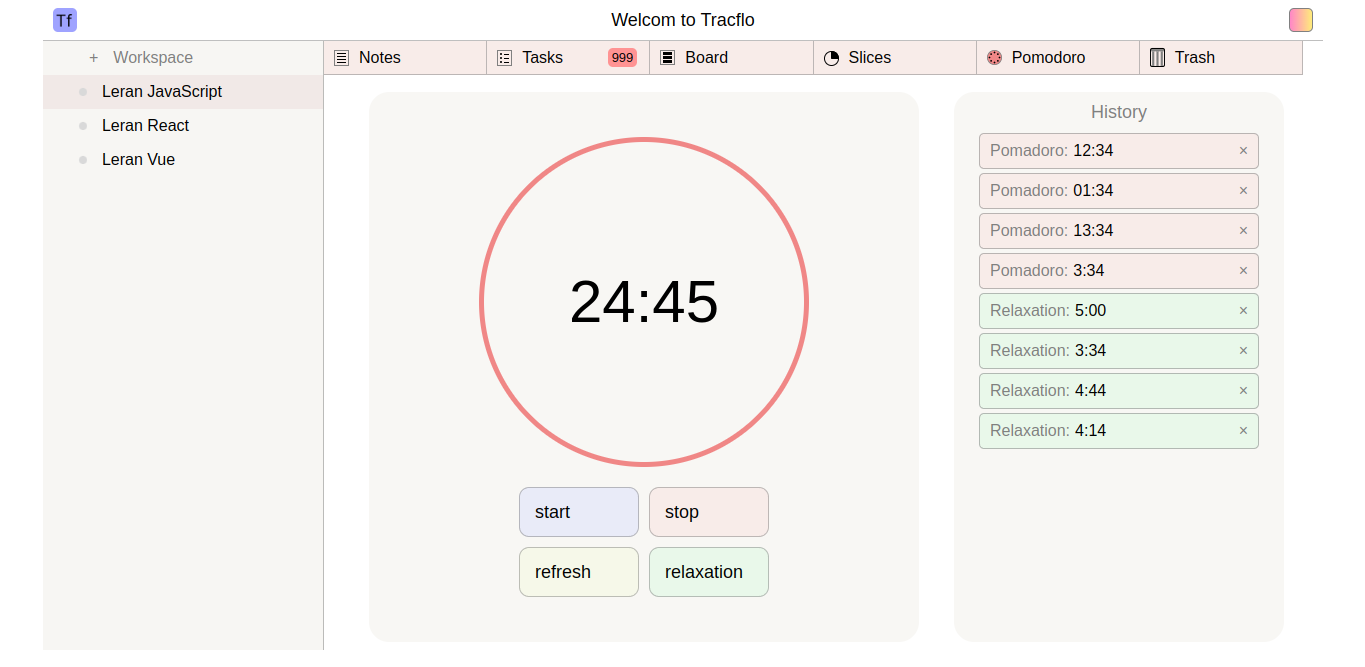 Tf
Welcom to Tracflo
+ Workspace
Leran JavaScript
Leran React
Leran Vue
Notes
Tasks 999
Board
Slices
Pomodoro
Trash
24:45
start
stop
refresh
relaxation
History
Pomadoro: 12:34 ×
Pomadoro: 01:34 ×
Pomadoro: 13:34 ×
Pomadoro: 3:34 ×
Relaxation: 5:00 ×
Relaxation: 3:34 ×
Relaxation: 4:44 ×
Relaxation: 4:14 ×